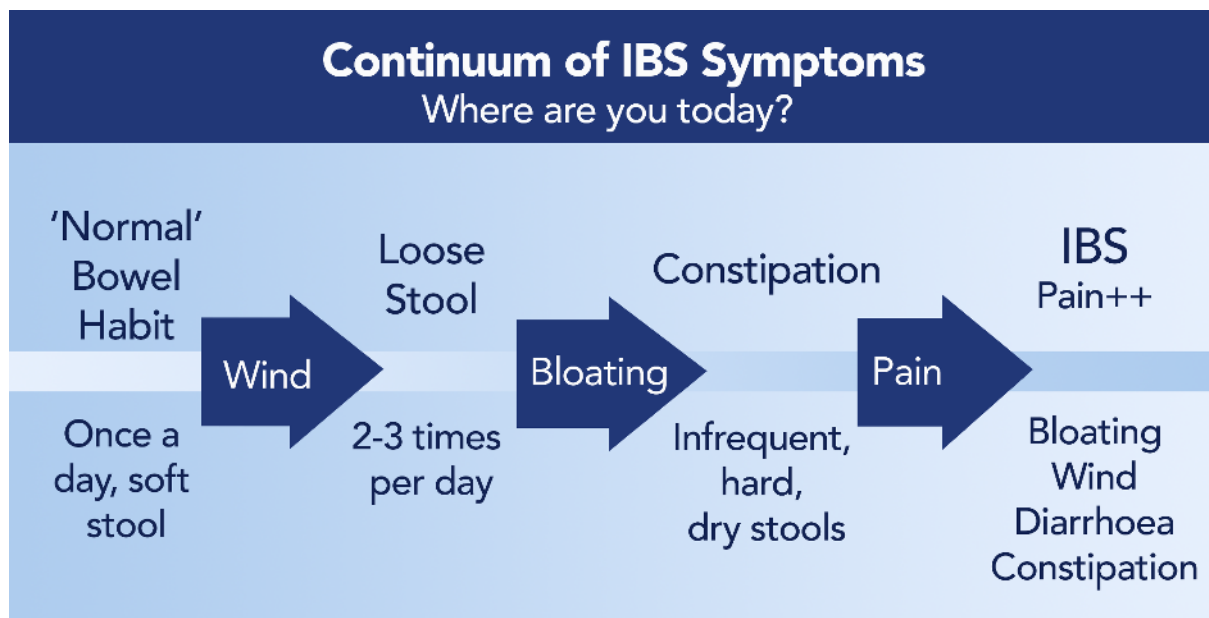 Continuum of IBS Symptoms
Where are you today?
'Normal'
Bowel
Habit
Once a
day, soft
stool
Wind
Loose
Stool
2-3 times
per day
Bloating
Constipation
Infrequent,
hard,
dry stools
Pain
IBS
Pain++
Bloating
Wind
Diarrhoea
Constipation